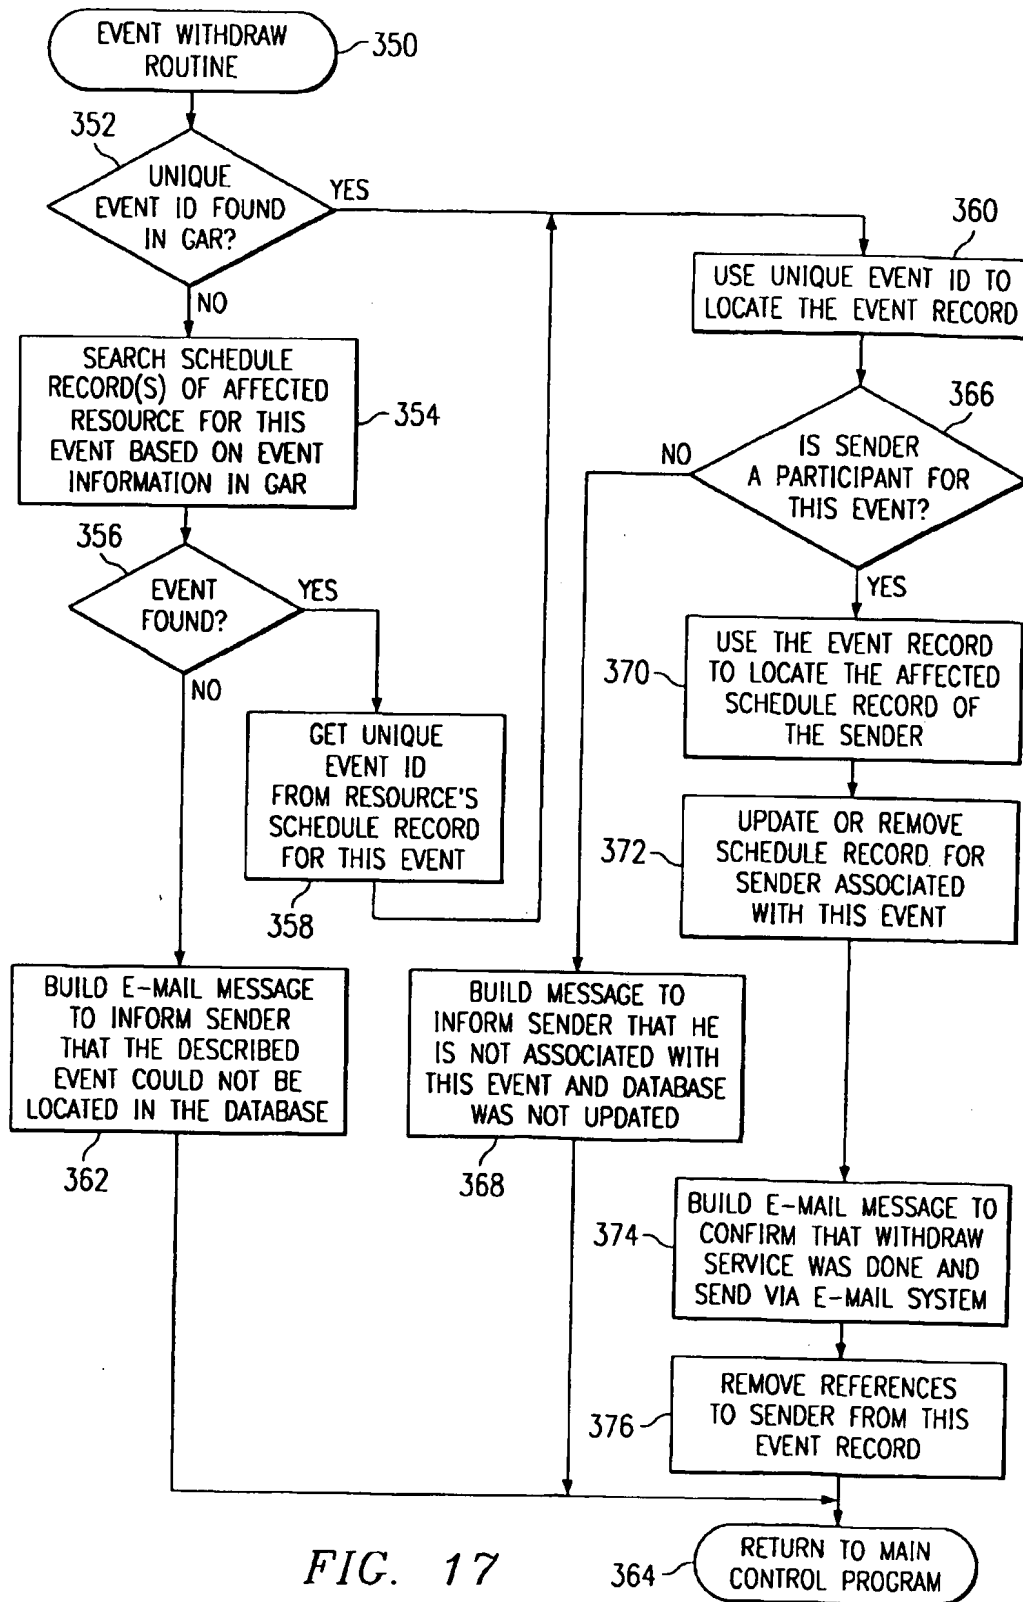 EVENT WITHDRAW
ROUTINE
350
352
UNIQUE
EVENT ID FOUND
IN GAR?
YES
NO
360
USE UNIQUE EVENT ID TO
LOCATE THE EVENT RECORD
SEARCH SCHEDULE
RECORD(S) OF AFFECTED
RESOURCE FOR THIS
EVENT BASED ON EVENT
INFORMATION IN GAR
354
366
IS SENDER
A PARTICIPANT FOR
THIS EVENT?
NO
YES
356
EVENT
FOUND?
YES
NO
GET UNIQUE
EVENT ID
FROM RESOURCE'S
SCHEDULE RECORD
FOR THIS EVENT
358
370
USE THE EVENT RECORD
TO LOCATE THE AFFECTED
SCHEDULE RECORD OF
THE SENDER
372
UPDATE OR REMOVE
SCHEDULE RECORD FOR
SENDER ASSOCIATED
WITH THIS EVENT
BUILD E-MAIL MESSAGE
TO INFORM SENDER
THAT THE DESCRIBED
EVENT COULD NOT BE
LOCATED IN THE DATABASE
362
BUILD MESSAGE TO
INFORM SENDER THAT HE
IS NOT ASSOCIATED WITH
THIS EVENT AND DATABASE
WAS NOT UPDATED
368
374
BUILD E-MAIL MESSAGE TO
CONFIRM THAT WITHDRAW
SERVICE WAS DONE AND
SEND VIA E-MAIL SYSTEM
376
REMOVE REFERENCES
TO SENDER FROM THIS
EVENT RECORD
364
RETURN TO MAIN
CONTROL PROGRAM
FIG. 17